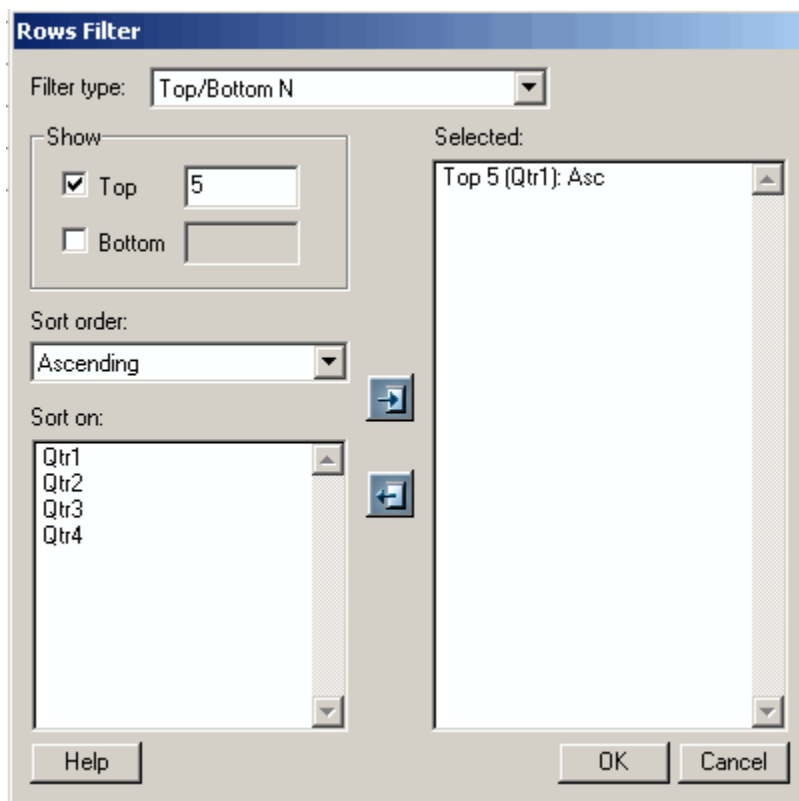 Rows Filter
Filter type: Top/Bottom N
Show
Top 5
Bottom
Sort order:
Ascending
Sort on:
Qtr1
Qtr2
Qtr3
Qtr4
Selected:
Top 5 (Qtr1): Asc
Help
OK
Cancel